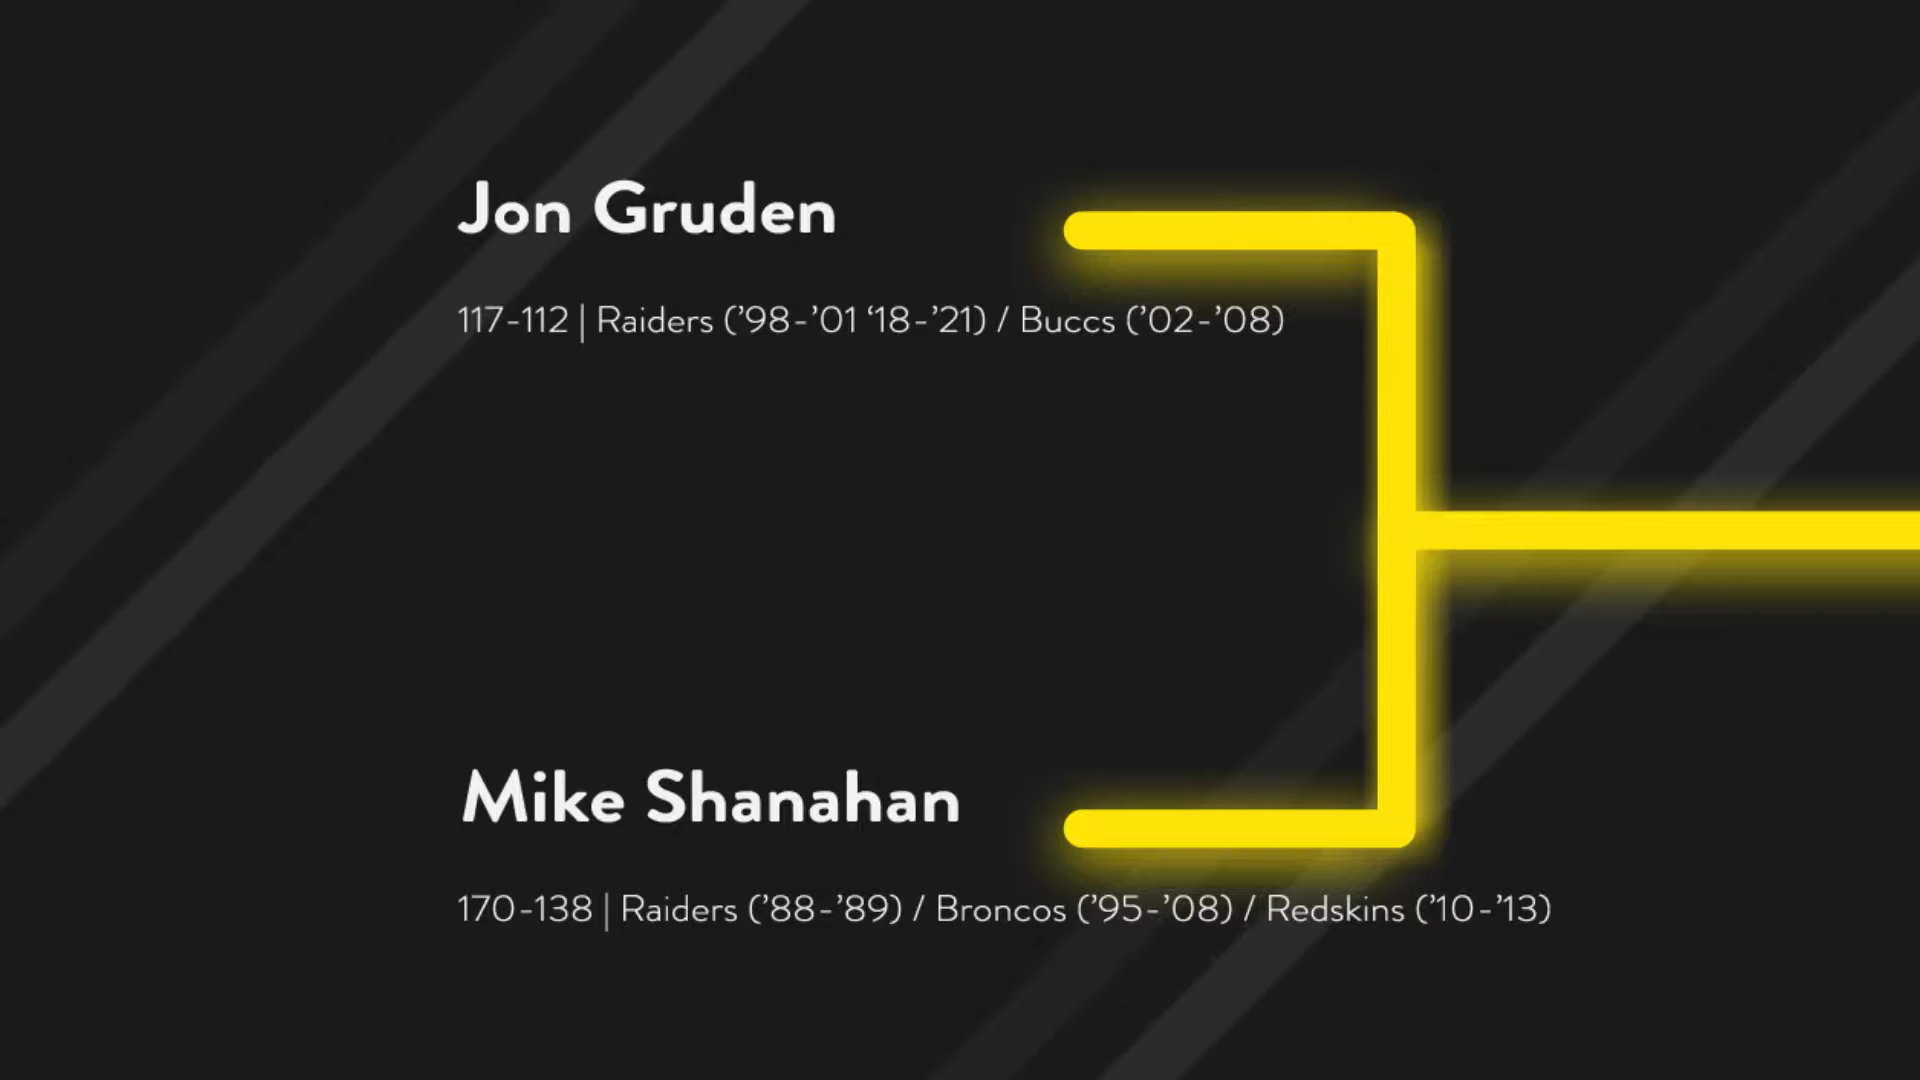 Jon Gruden
117-112 | Raiders (’98-’01 ‘18-’21) / Buccs (’02-’08)
Mike Shanahan
170-138 | Raiders (’88-’89) / Broncos (’95-’08) / Redskins (’10-’13)